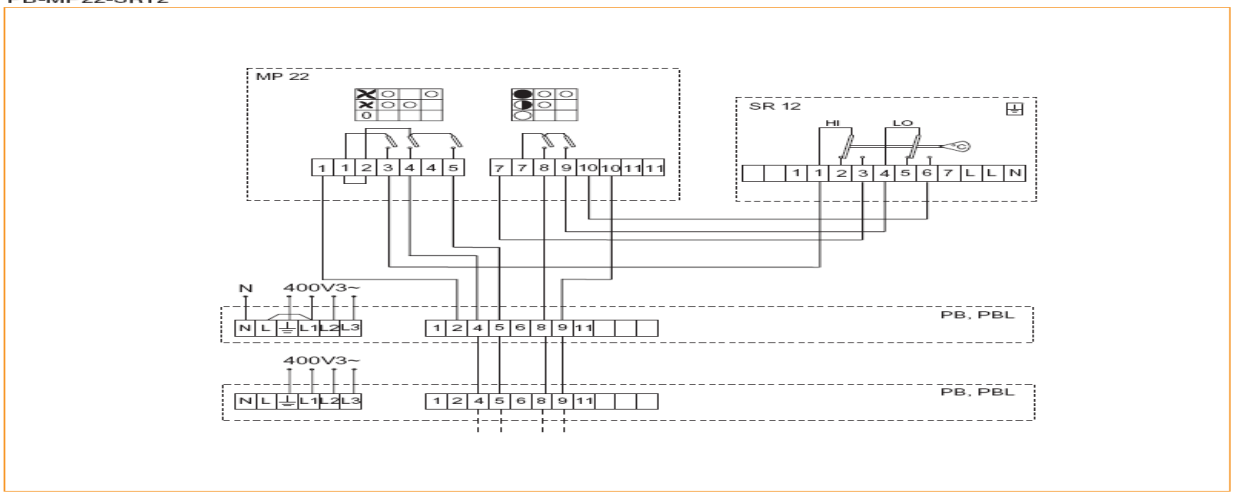 PB-MP22-SR12
MP 22
SR 12
HI LO
1 1 2 3 4 4 5
7 7 8 9 10 10 11 11
1 1 2 3 4 5 6 7 L L N
N 400V3~
PB, PBL
N L L1 L2 L3
1 2 4 5 6 8 9 11
400V3~
PB, PBL
N L L1 L2 L3
1 2 4 5 6 8 9 11